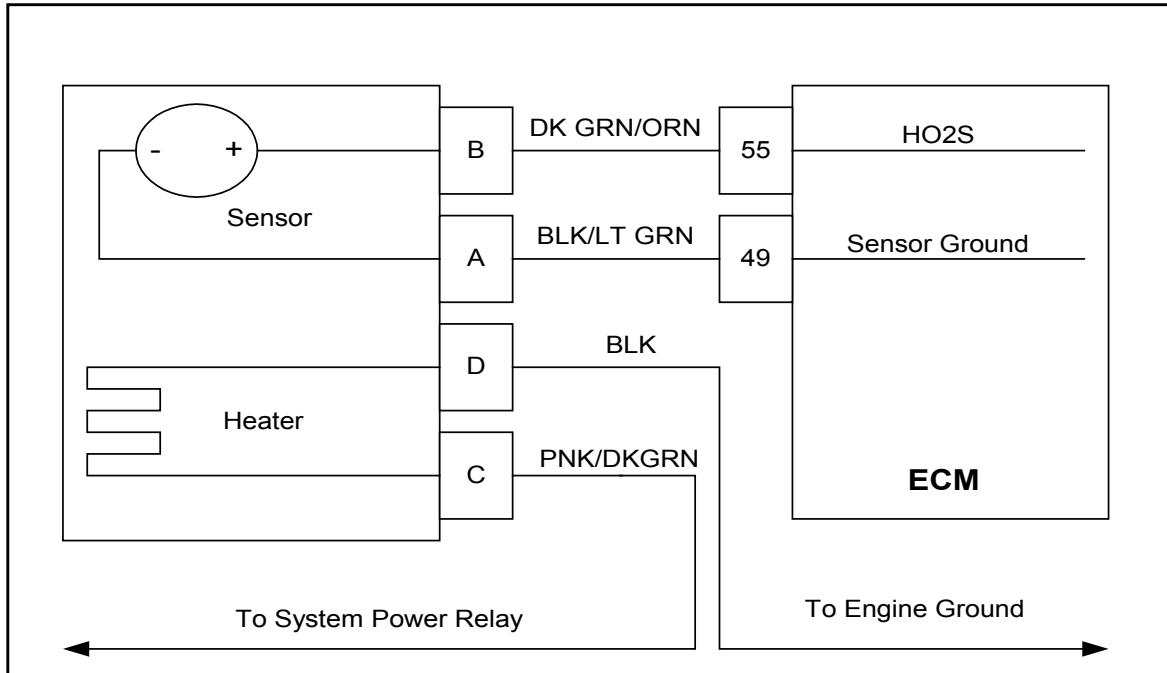 - +
Sensor
B
DK GRN/ORN
55
HO2S
A
BLK/LT GRN
49
Sensor Ground
D
BLK
Heater
C
PNK/DKGRN
ECM
To System Power Relay
To Engine Ground